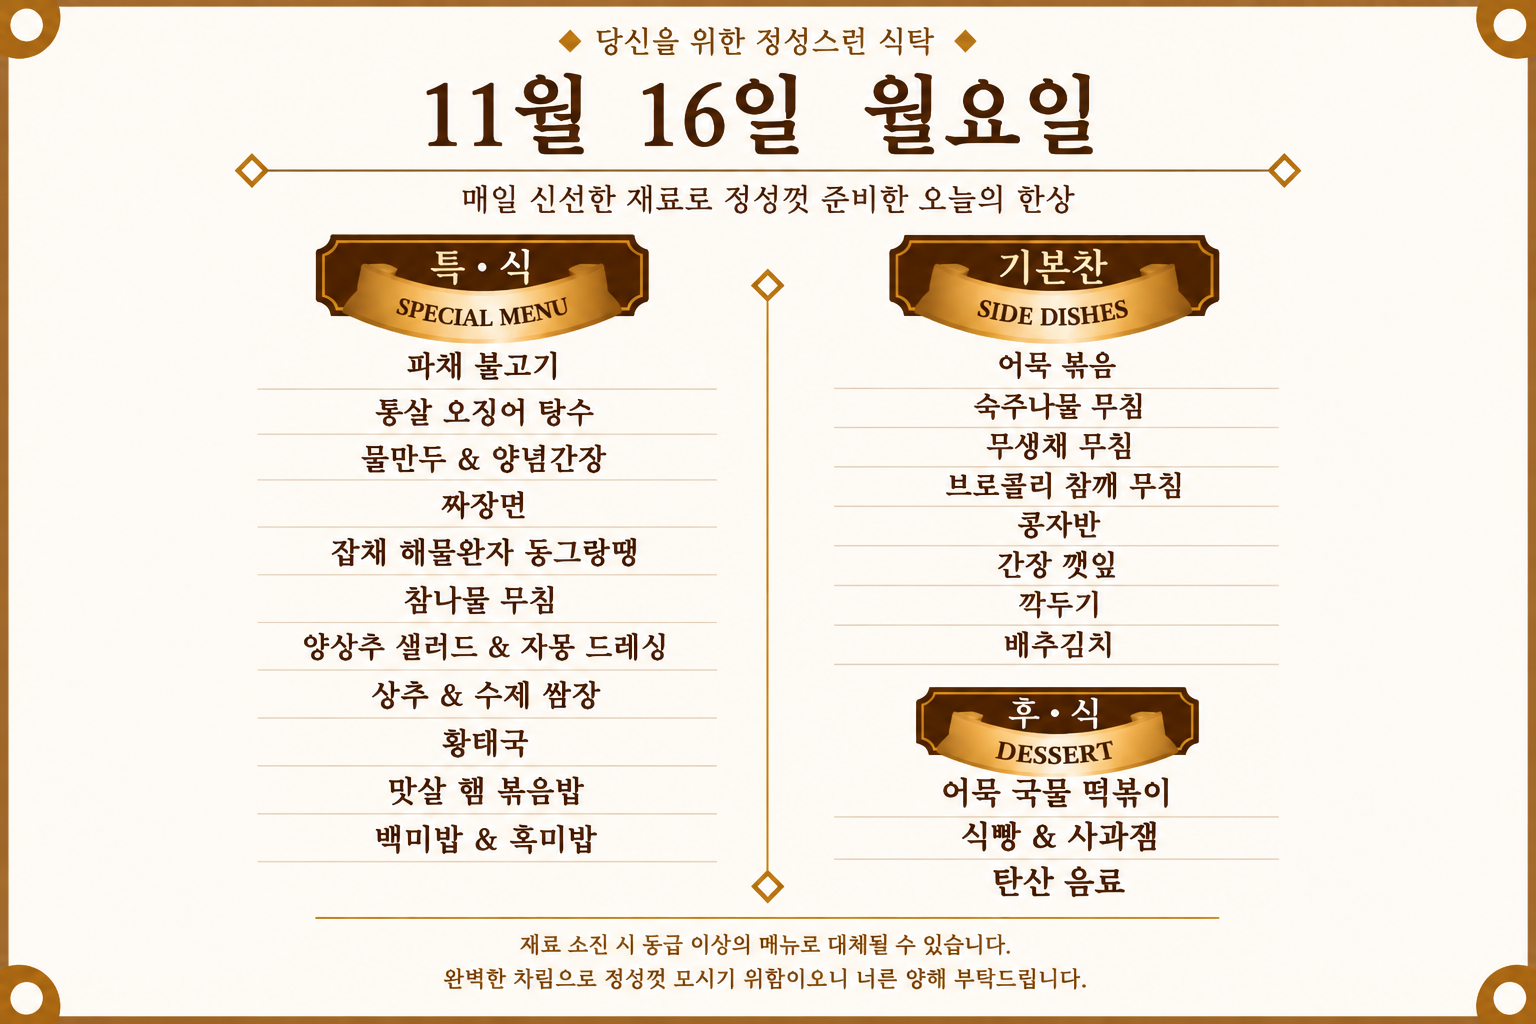 당신을 위한 정성스런 식탁
11월 16일 월요일
매일 신선한 재료로 정성껏 준비한 오늘의 한상
특·식
SPECIAL MENU
파채 불고기
통살 오징어 탕수
물만두 & 양념간장
짜장면
잡채 해물완자 동그랑땡
참나물 무침
양상추 샐러드 & 자몽 드레싱
상추 & 수제 쌈장
황태국
맛살 햄 볶음밥
백미밥 & 흑미밥
기본찬
SIDE DISHES
어묵 볶음
숙주나물 무침
무생채 무침
브로콜리 참깨 무침
콩자반
간장 깻잎
깍두기
배추김치
후·식
DESSERT
어묵 국물 떡볶이
식빵 & 사과잼
탄산 음료
재료 소진 시 동급 이상의 메뉴로 대체될 수 있습니다.
완벽한 차림으로 정성껏 모시기 위함이오니 너른 양해 부탁드립니다.